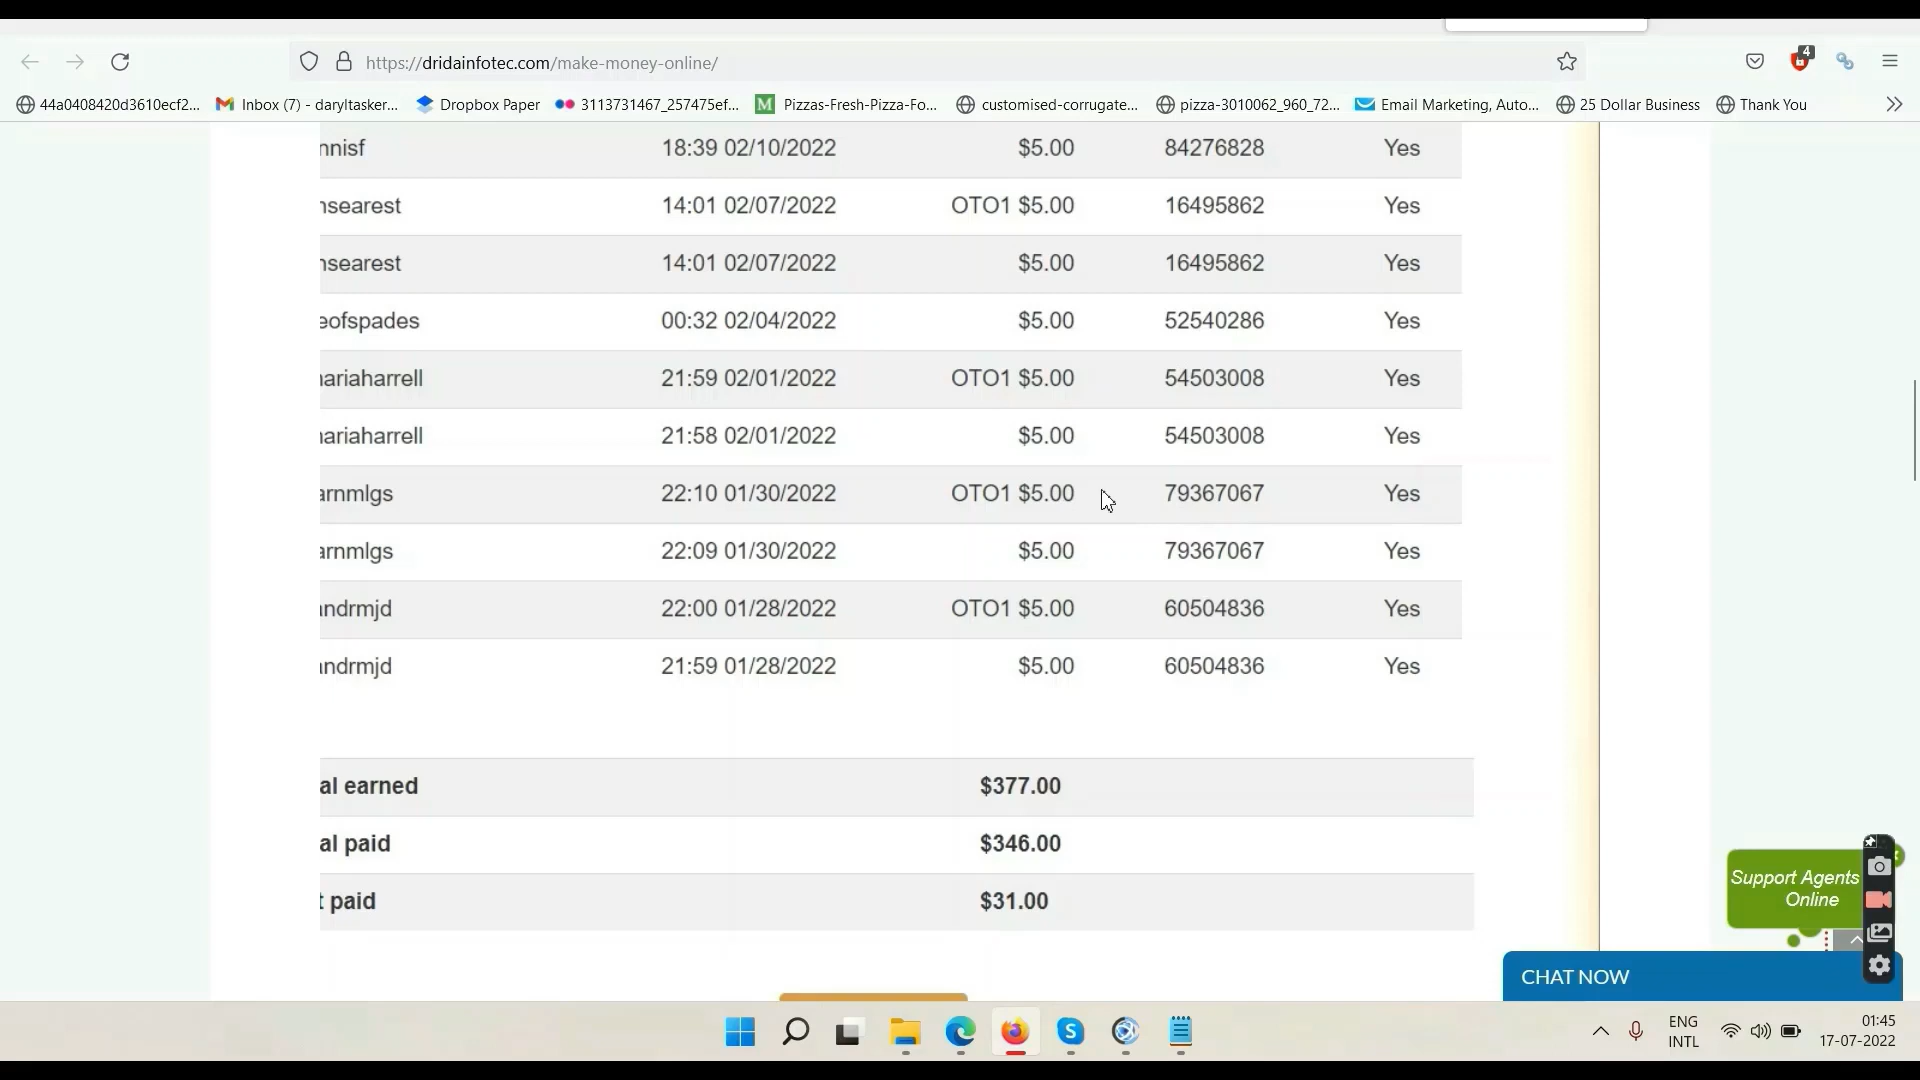 https://dridainfotec.com/make-money-online/
4
44a0408420d3610ecf2... Inbox (7) - daryltasker... Dropbox Paper 3113731467_257475ef... M Pizzas-Fresh-Pizza-Fo... customised-corrugate... pizza-3010062_960_72... Email Marketing, Auto... 25 Dollar Business Thank You
nnisf 18:39 02/10/2022 $5.00 84276828 Yes
nsearest 14:01 02/07/2022 OTO1 $5.00 16495862 Yes
nsearest 14:01 02/07/2022 $5.00 16495862 Yes
eofspades 00:32 02/04/2022 $5.00 52540286 Yes
nariaharrell 21:59 02/01/2022 OTO1 $5.00 54503008 Yes
nariaharrell 21:58 02/01/2022 $5.00 54503008 Yes
arnmlgs 22:10 01/30/2022 OTO1 $5.00 79367067 Yes
arnmlgs 22:09 01/30/2022 $5.00 79367067 Yes
andrmjd 22:00 01/28/2022 OTO1 $5.00 60504836 Yes
andrmjd 21:59 01/28/2022 $5.00 60504836 Yes
al earned $377.00
al paid $346.00
t paid $31.00
Support Agents
Online
CHAT NOW
ENG
INTL
01:45
17-07-2022